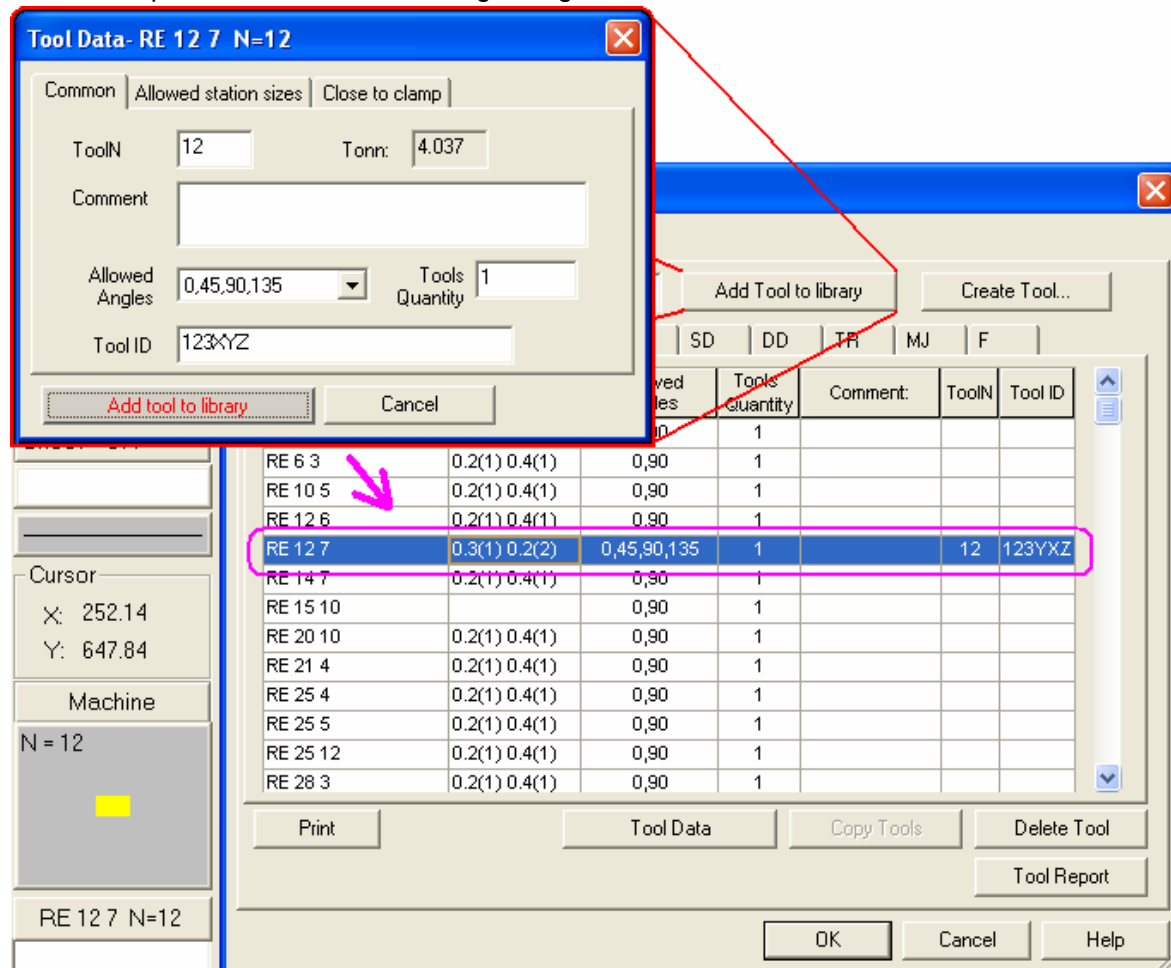 Tool Data- RE 12 7 N=12
Common Allowed station sizes Close to clamp
ToolN 12 Tonn: 4.037
Comment
Allowed Angles 0,45,90,135 Tools Quantity 1
Tool ID 123XYZ
Add tool to library Cancel
Add Tool to library Create Tool...
SD DD TR MJ F
Tools Quantity Comment: ToolN Tool ID
1
RE 6 3 0.2(1) 0.4(1) 0,90 1
RE 10 5 0.2(1) 0.4(1) 0,90 1
RE 12 6 0.2(1) 0.4(1) 0,90 1
RE 12 7 0.3(1) 0.2(2) 0,45,90,135 1 12 123YXZ
RE 14 7 0.2(1) 0.4(1) 0,90 1
RE 15 10 0,90 1
RE 20 10 0.2(1) 0.4(1) 0,90 1
RE 21 4 0.2(1) 0.4(1) 0,90 1
RE 25 4 0.2(1) 0.4(1) 0,90 1
RE 25 5 0.2(1) 0.4(1) 0,90 1
RE 25 12 0.2(1) 0.4(1) 0,90 1
RE 28 3 0.2(1) 0.4(1) 0,90 1
Cursor
X: 252.14
Y: 647.84
Machine
N = 12
RE 12 7 N=12
Print Tool Data Copy Tools Delete Tool
Tool Report
OK Cancel Help